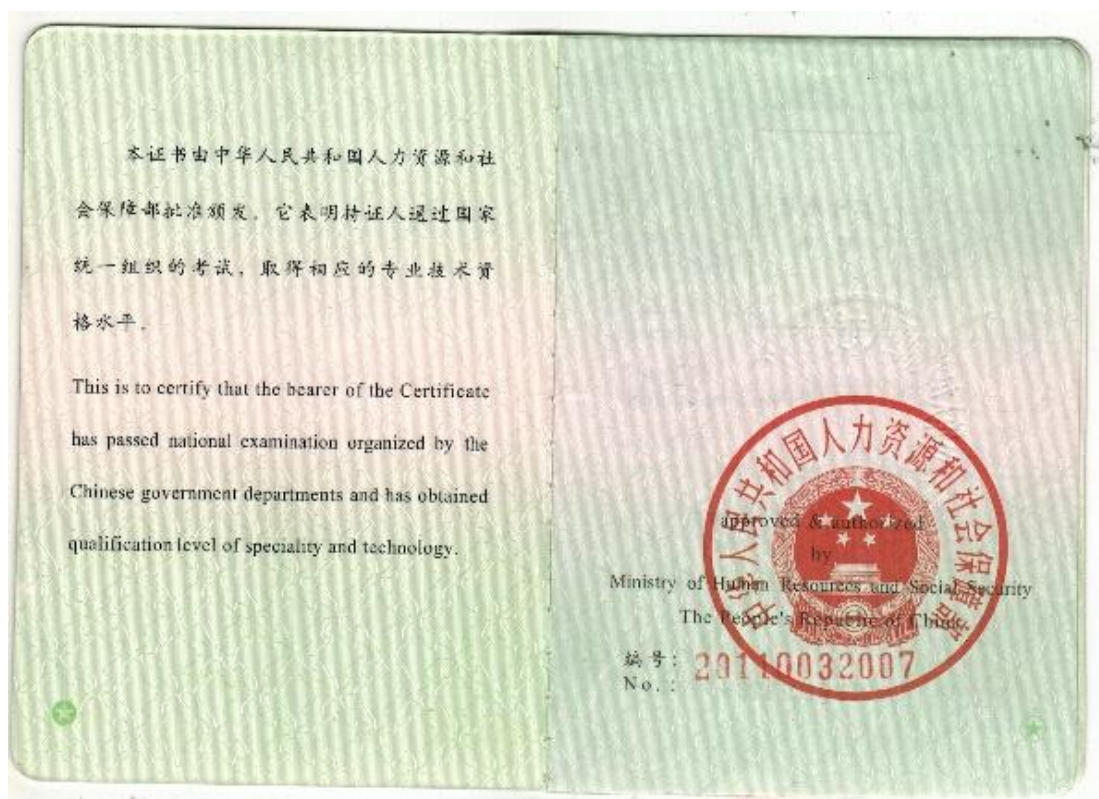 本证书由中华人民共和国人力资源和社
会保障部批准颁发，它表明持证人通过国家
统一组织的考试，取得相应的专业技术资
格水平。
This is to certify that the bearer of the Certificate
has passed national examination organized by the
Chinese government departments and has obtained
qualification level of speciality and technology.
中华人民共和国人力资源和社会保障部
approved & authorized
by
Ministry of Human Resources and Social Security
The People's Republic of China
编号：
No.: 20110032007